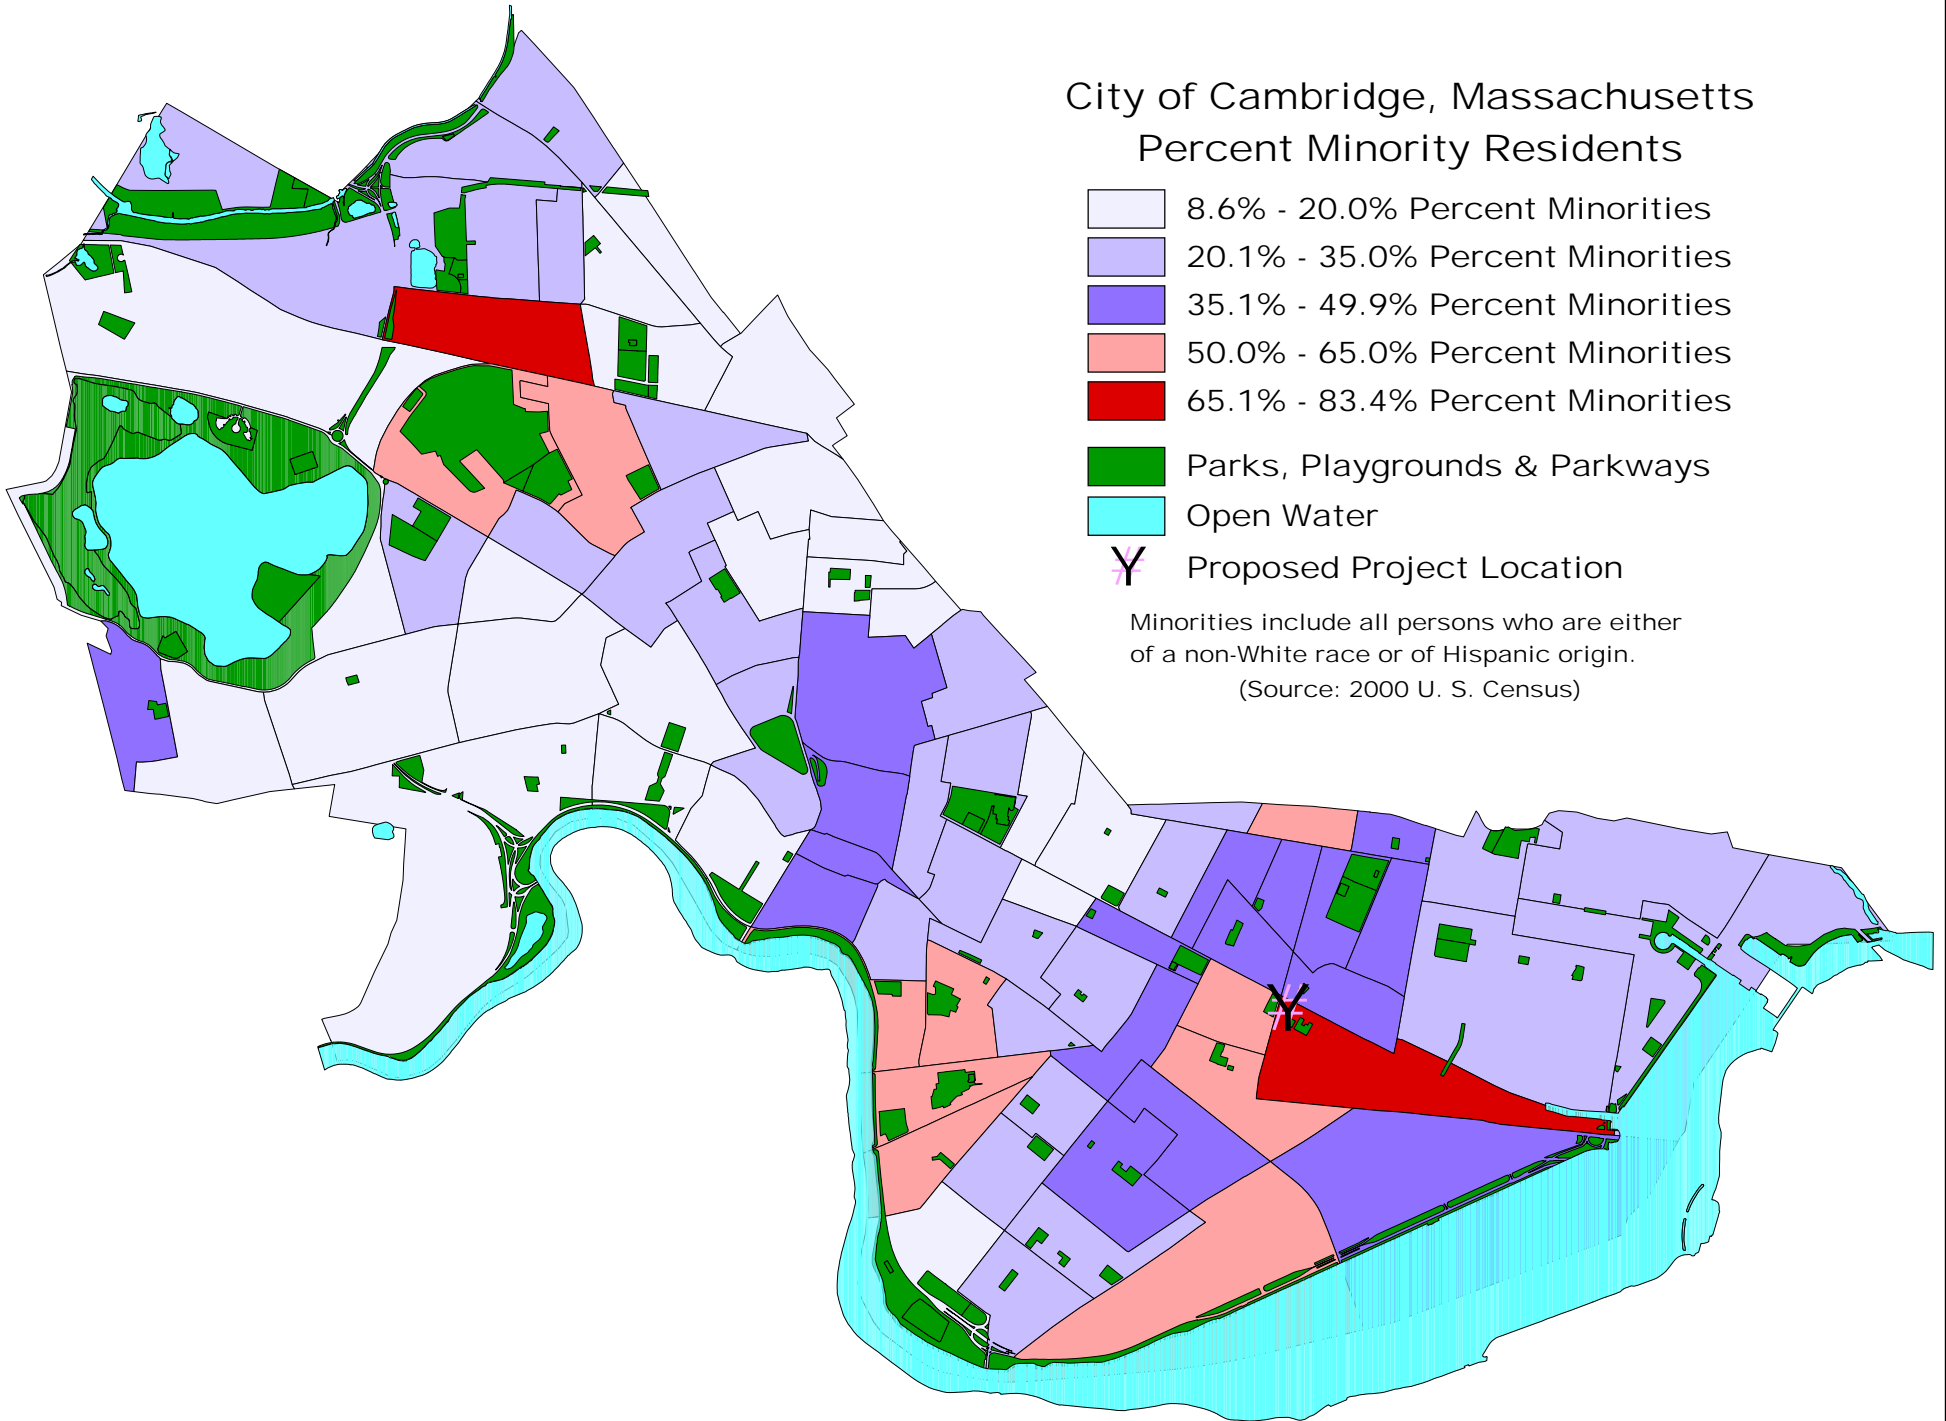 City of Cambridge, Massachusetts
Percent Minority Residents
8.6% - 20.0% Percent Minorities
20.1% - 35.0% Percent Minorities
35.1% - 49.9% Percent Minorities
50.0% - 65.0% Percent Minorities
65.1% - 83.4% Percent Minorities
Parks, Playgrounds & Parkways
Open Water
Proposed Project Location
Minorities include all persons who are either
of a non-White race or of Hispanic origin.
(Source: 2000 U. S. Census)